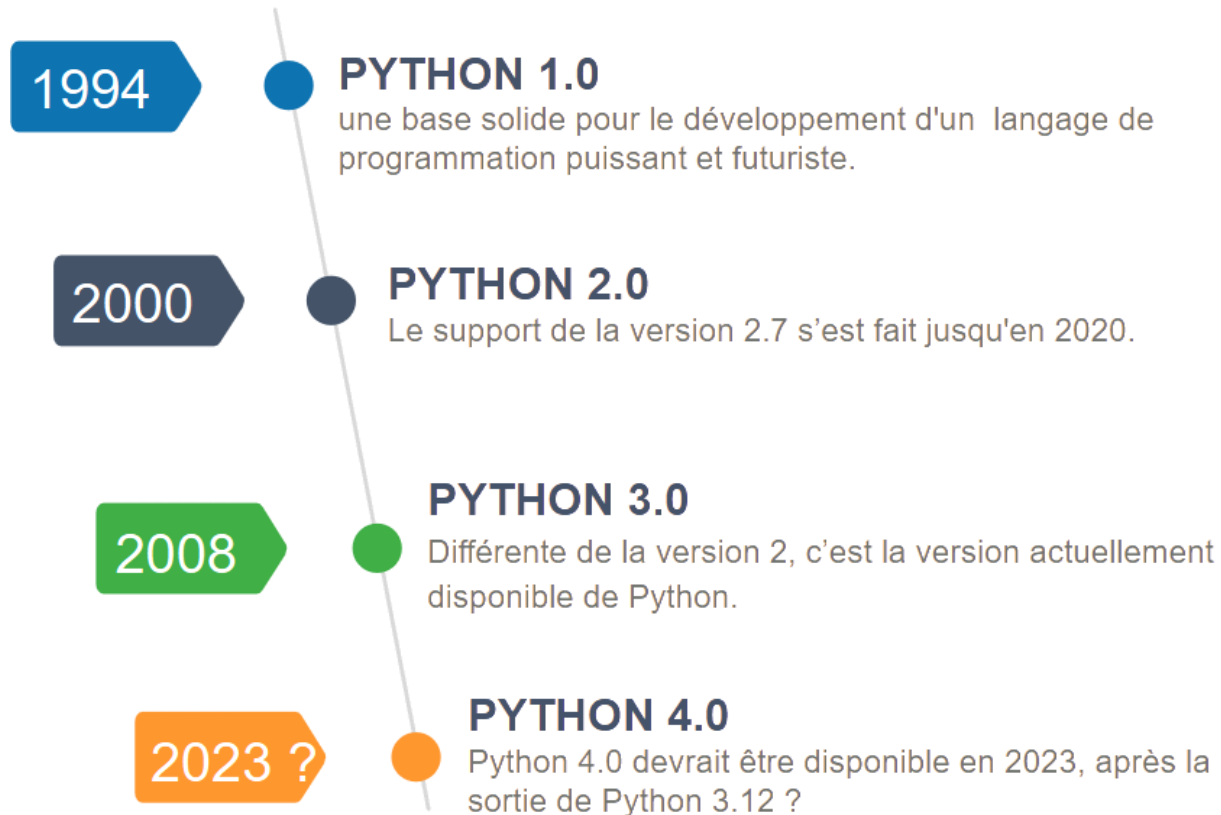 1994
PYTHON 1.0
une base solide pour le développement d'un  langage de
programmation puissant et futuriste.
2000
PYTHON 2.0
Le support de la version 2.7 s’est fait jusqu'en 2020.
2008
PYTHON 3.0
Différente de la version 2, c’est la version actuellement
disponible de Python.
2023 ?
PYTHON 4.0
Python 4.0 devrait être disponible en 2023, après la
sortie de Python 3.12 ?